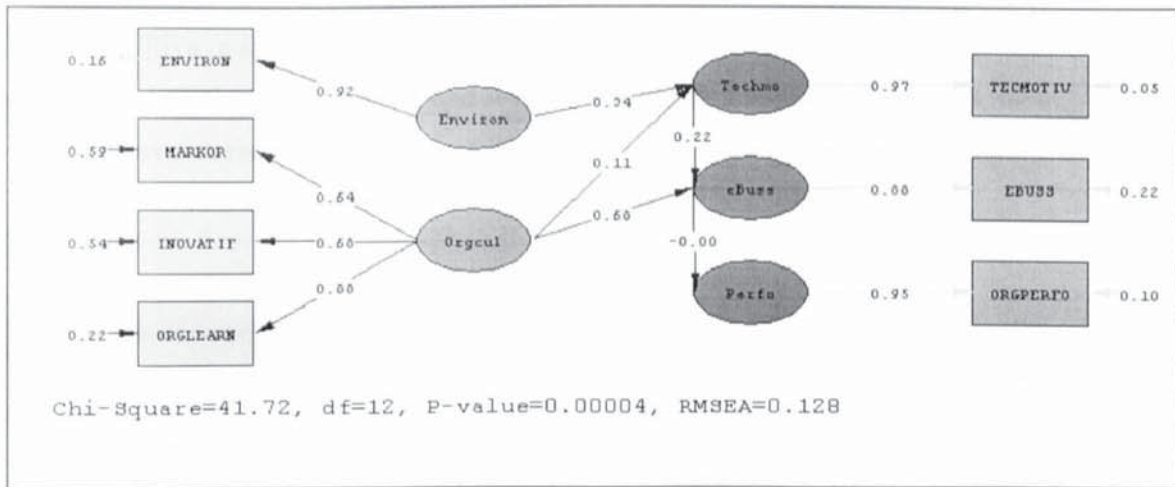 0.16 ENVIRON
0.92
Environ
0.34
Techmo
0.97
TECMOTIV 0.05
0.59 MARKOR
0.64
0.11
0.22
0.54 INOVATIF
0.68
Orgcul
0.60
eBuss
0.88
EBUSS 0.22
0.88
-0.00
0.22 ORGLEARN
Perfo
0.95
ORGPERFO 0.10
Chi-Square=41.72, df=12, P-value=0.00004, RMSEA=0.128